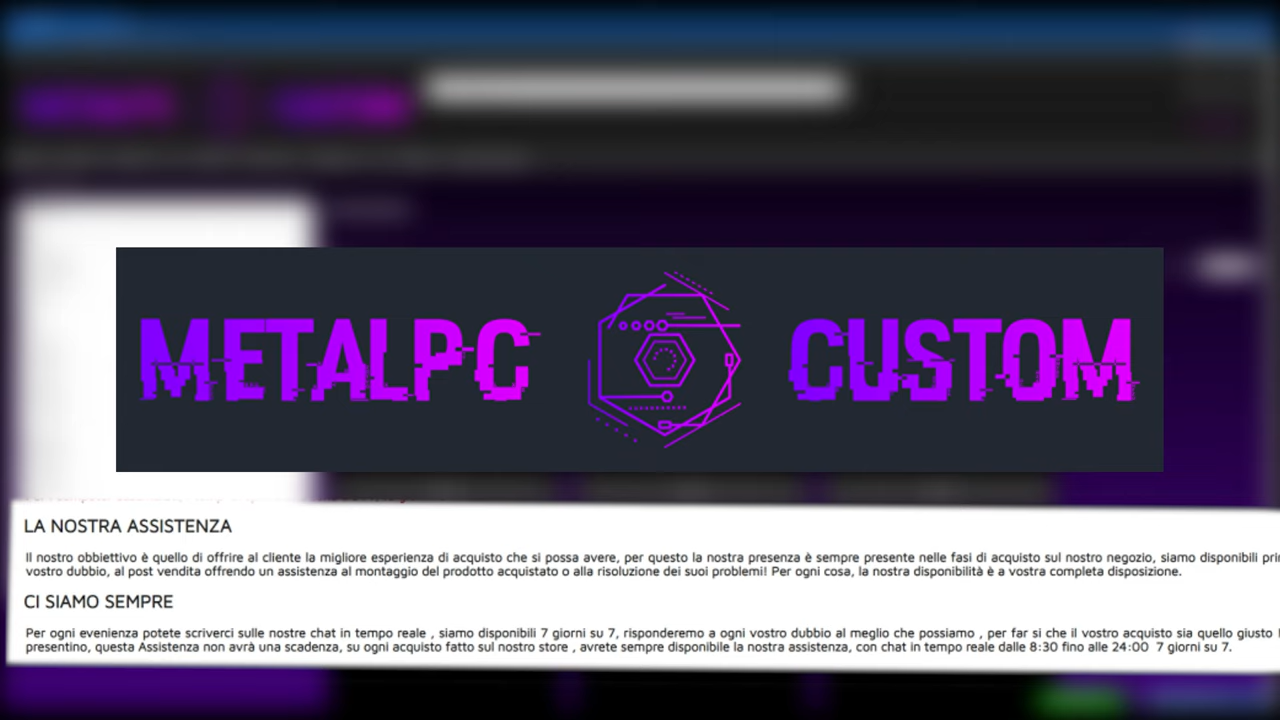 METALPC CUSTOM
LA NOSTRA ASSISTENZA
Il nostro obbiettivo è quello di offrire al cliente la migliore esperienza di acquisto che si possa avere, per questo la nostra presenza è sempre presente nelle fasi di acquisto sul nostro negozio, siamo disponibili
vostro dubbio, al post vendita offrendo un assistenza al montaggio del prodotto acquistato o alla risoluzione dei suoi problemi! Per ogni cosa, la nostra disponibilità è a vostra completa disposizione.
CI SIAMO SEMPRE
Per ogni evenienza potete scriverci sulle nostre chat in tempo reale , siamo disponibili 7 giorni su 7, risponderemo a ogni vostro dubbio al meglio che possiamo , per far si che il vostro acquisto sia quello giusto
presentino, questa Assistenza non avrà una scadenza, su ogni acquisto fatto sul nostro store , avrete sempre disponibile la nostra assistenza, con chat in tempo reale dalle 8:30 fino alle 24:00 7 giorni su 7.